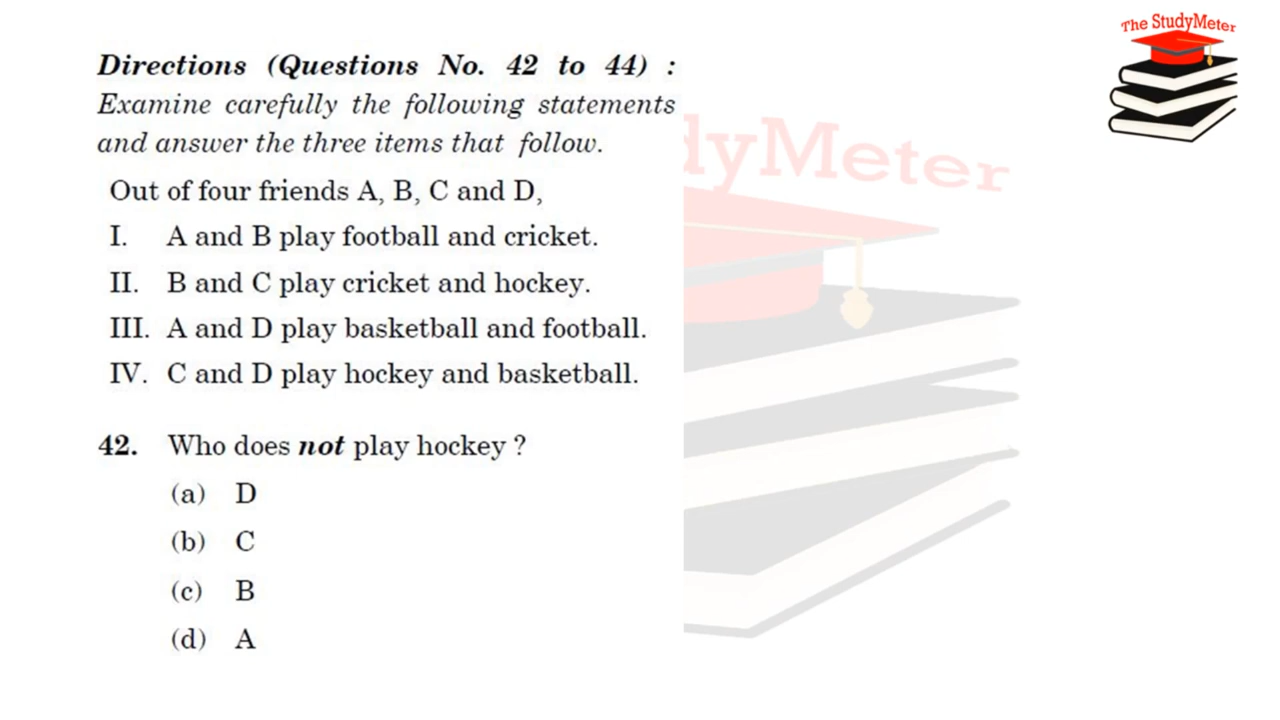 The StudyMeter
Directions (Questions No. 42 to 44) :
Examine carefully the following statements
and answer the three items that follow.
Out of four friends A, B, C and D,
I. A and B play football and cricket.
II. B and C play cricket and hockey.
III. A and D play basketball and football.
IV. C and D play hockey and basketball.
42. Who does not play hockey ?
(a) D
(b) C
(c) B
(d) A
dyMeter